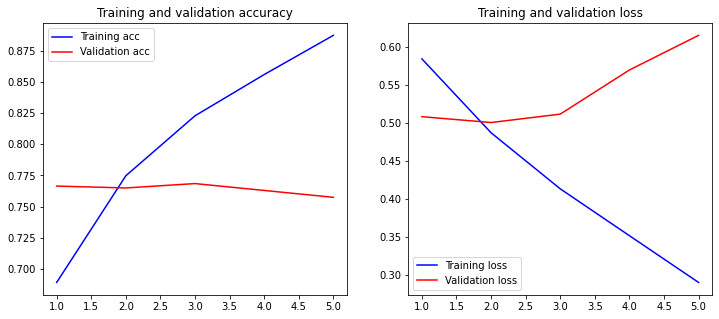 Training and validation accuracy
Training acc
Validation acc
0.875
0.850
0.825
0.800
0.775
0.750
0.725
0.700
1.0 1.5 2.0 2.5 3.0 3.5 4.0 4.5 5.0
Training and validation loss
0.60
0.55
0.50
0.45
0.40
0.35
0.30
Training loss
Validation loss
1.0 1.5 2.0 2.5 3.0 3.5 4.0 4.5 5.0